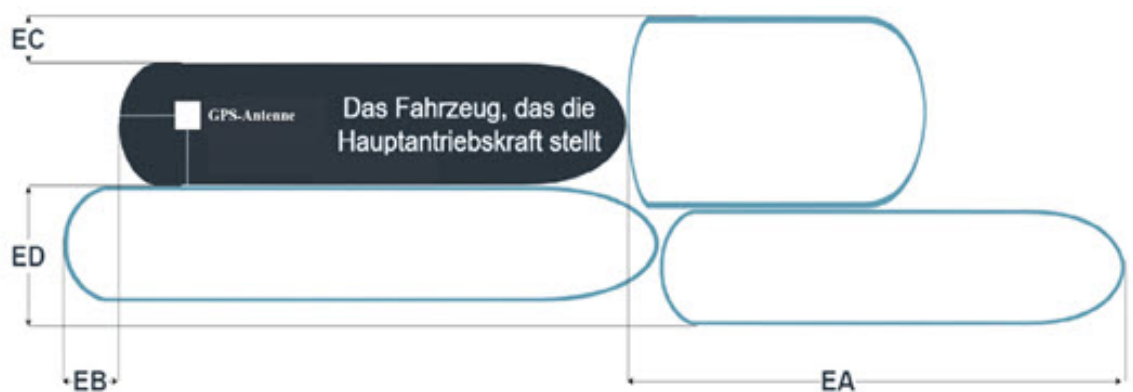 EC
GPS-Antenne
Das Fahrzeug, das die
Hauptantriebskraft stellt
ED
EB
EA